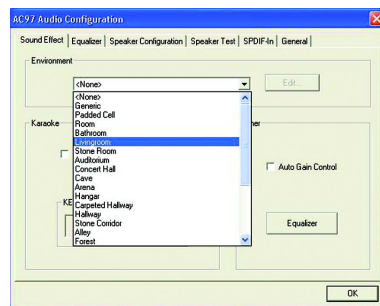 AC97 Audio Configuration
Sound Effect Equalizer Speaker Configuration Speaker Test SPDIF-In General
Environment
<None>
Edit...
<None>
Generic
Padded Cell
Room
Bathroom
Livingroom
Stone Room
Auditorium
Concert Hall
Cave
Arena
Hangar
Carpeted Hallway
Hallway
Stone Corridor
Alley
Forest
Karaoke
KE
Auto Gain Control
Equalizer
OK